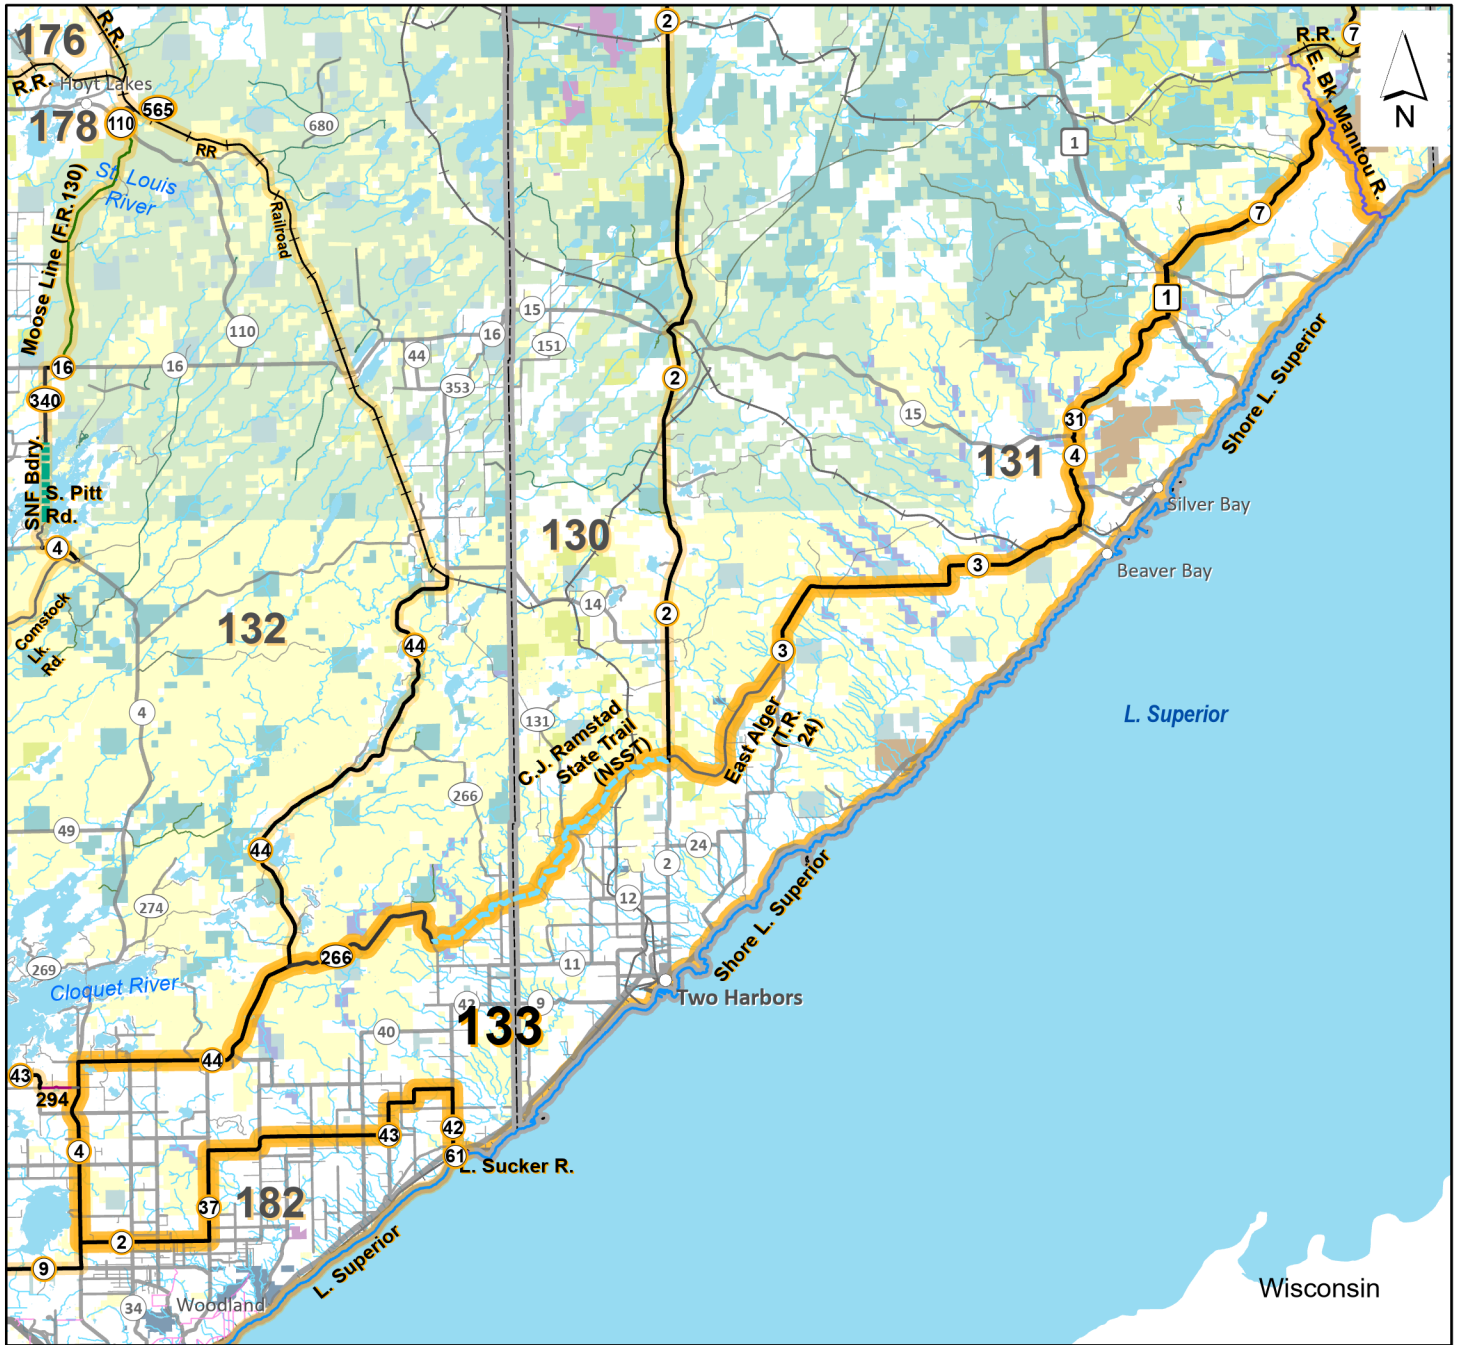 176
R.R.
R.R.
Hoyt Lakes
178
110
565
RR
680
2
R.R.
7
E. Bk. Manitou R.
N
1
St. Louis
River
Moose Line (F.R. 130)
Railroad
7
1
110
16
16
340
44
16
353
15
151
2
15
31
131
4
Shore L. Superior
SNF Bdry.
S. Pitt
Rd.
4
Silver Bay
130
3
Beaver Bay
Comstock
Lk.
Rd.
132
44
14
2
3
4
131
C.J. Ramstad
State Trail
(NSST)
East Alger
(T.R.
24)
L. Superior
266
49
44
24
2
12
274
Shore L. Superior
269
266
11
Cloquet River
Two Harbors
42
9
133
40
44
43
294
42
43
4
61
L. Sucker R.
37
182
2
9
L. Superior
34
Woodland
Wisconsin